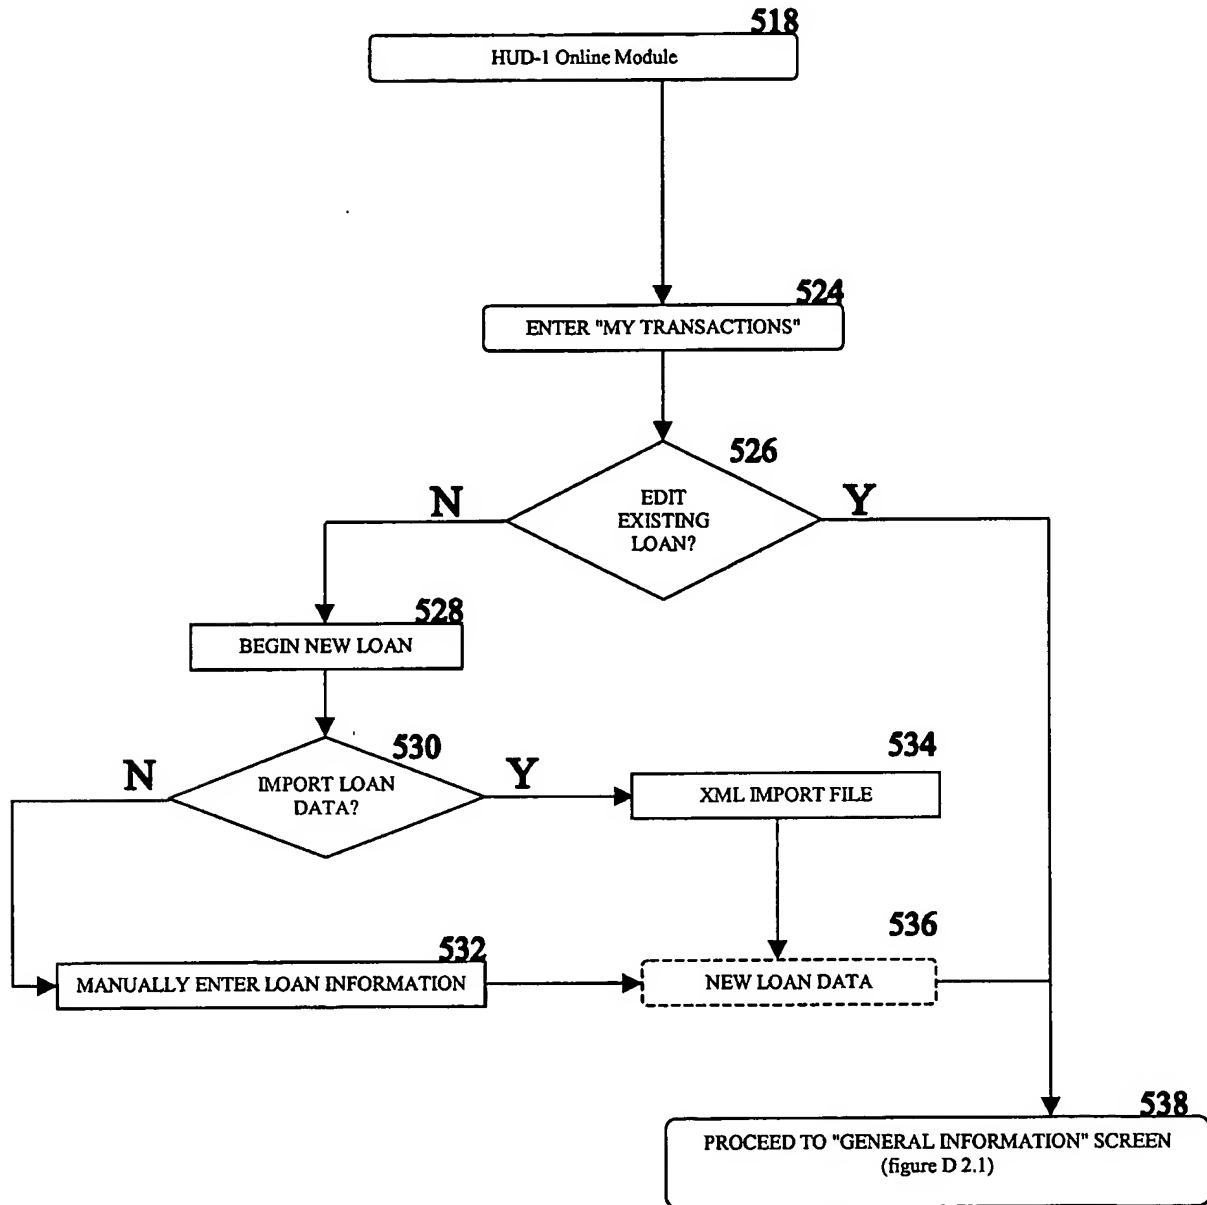 518
HUD-1 Online Module
524
ENTER "MY TRANSACTIONS"
526
N
EDIT
EXISTING
LOAN?
Y
528
BEGIN NEW LOAN
530
N
IMPORT LOAN
DATA?
Y
534
XML IMPORT FILE
532
MANUALLY ENTER LOAN INFORMATION
536
NEW LOAN DATA
538
PROCEED TO "GENERAL INFORMATION" SCREEN
(figure D 2.1)